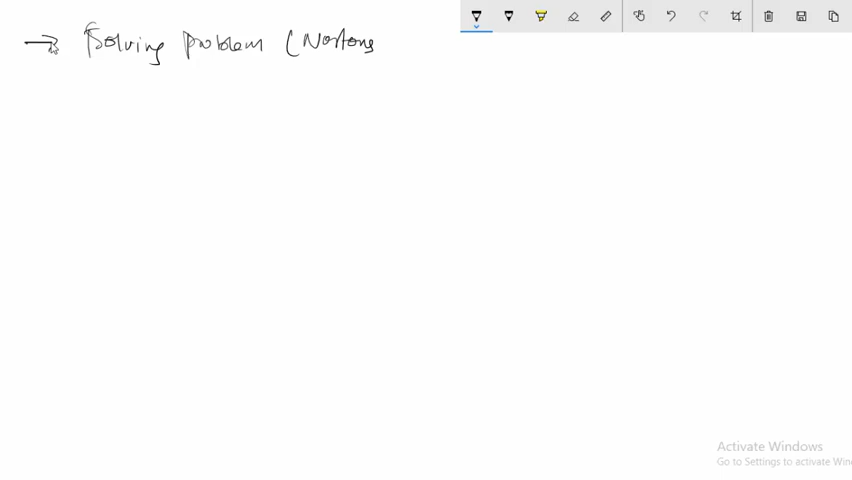 → Solving problem (Nortons
Activate Windows
Go to Settings to activate Win